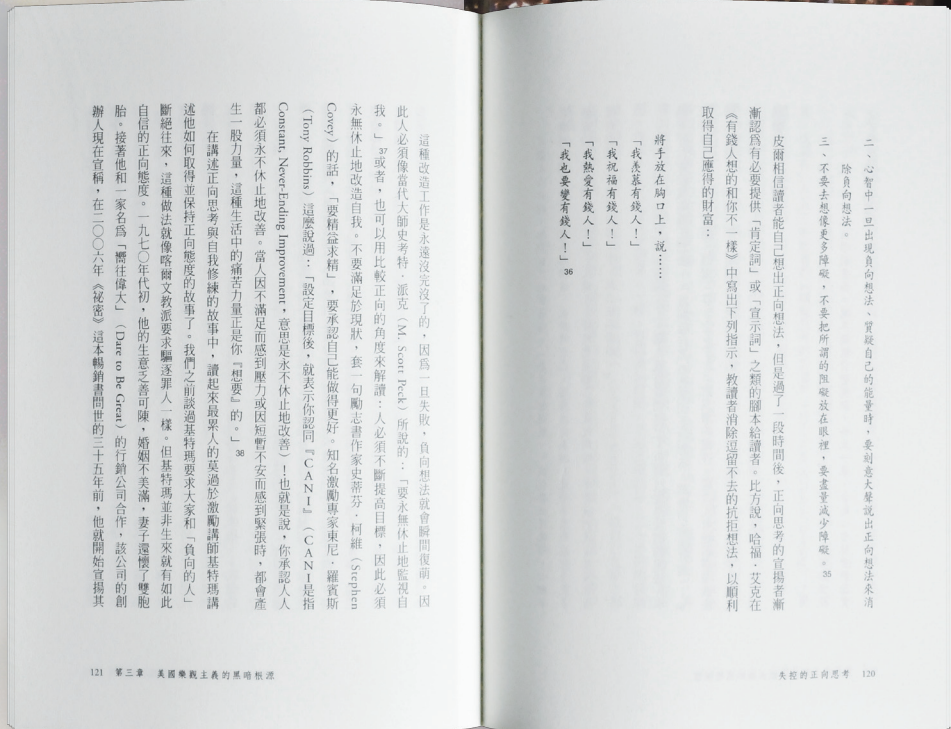 二、心智中一旦出現負向想法、質疑自己的能量時，要刻意大聲說出正向想法來消
除負向想法。
三、不要去想像更多障礙，不要把所謂的阻礙放在眼裡，要盡量減少障礙。35
皮爾相信讀者能自己想出正向想法，但是過了一段時間後，正向思考的宣揚者漸
漸認為有必要提供「肯定詞」或「宣示詞」之類的腳本給讀者。比方說，哈福．艾克在
《有錢人想的和你不一樣》中寫出下列指示，教讀者消除逗留不去的抗拒想法，以順利
取得自己應得的財富：
將手放在胸口上，說……
「我羨慕有錢人！」
「我祝福有錢人！」
「我熱愛有錢人！」
「我也要變有錢人！」36
失控的正向思考 120
這種改造工作是永遠沒完沒了的，因為一旦失敗，負向想法就會瞬間復萌。因
此人必須像當代大師史考特．派克（M. Scott Peck）所說的：「要永無休止地監視自
我。」37或者，也可以用比較正向的角度來解讀：人必須不斷提高目標，因此必須
永無休止地改造自我。不要滿足於現狀，套一句勵志書作家史蒂芬．柯維（Stephen
Covey）的話，「要精益求精」，要承認自己能做得更好。知名激勵專家東尼．羅賓斯
（Tony Robbins）這麼說過：「設定目標後，就表示你認同『CANI』（CANI是指
Constant, Never-Ending Improvement，意思是永不休止地改善）！也就是說，你承認人人
都必須永不休止地改善。當人因不滿足而感到壓力或因短暫不安而感到緊張時，都會產
生一股力量，這種生活中的痛苦力量正是你『想要』的。」38
在講述正向思考與自我修練的故事中，讀起來最累人的莫過於激勵講師基特瑪講
述他如何取得並保持正向態度的故事了。我們之前談過基特瑪要求大家和「負向的人」
斷絕往來，這種做法就像喀爾文教派要求驅逐罪人一樣。但基特瑪並非生來就有如此
自信的正向態度。一九七〇年代初，他的生意乏善可陳，婚姻不美滿，妻子還懷了雙胞
胎。接著他和一家名為「嚮往偉大」（Dare to Be Great）的行銷公司合作，該公司的創
辦人現在宣稱，在二〇〇六年《祕密》這本暢銷書問世的三十五年前，他就開始宣揚其
121 第三章 美國樂觀主義的黑暗根源